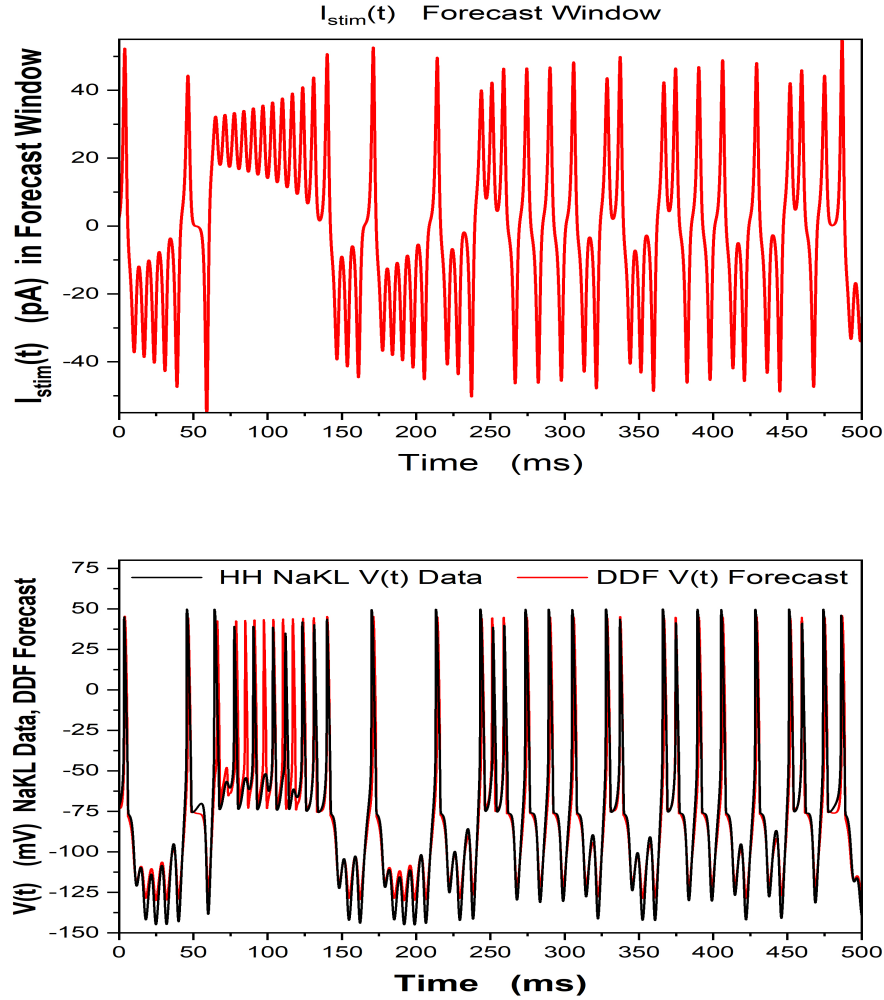 I_stim(t) Forecast Window
I_stim(t) (pA) in Forecast Window
40
20
0
-20
-40
0 50 100 150 200 250 300 350 400 450 500
Time (ms)
V(t) (mV) NaKL Data, DDF Forecast
HH NaKL V(t) Data DDF V(t) Forecast
75
50
25
0
-25
-50
-75
-100
-125
-150
0 50 100 150 200 250 300 350 400 450 500
Time (ms)